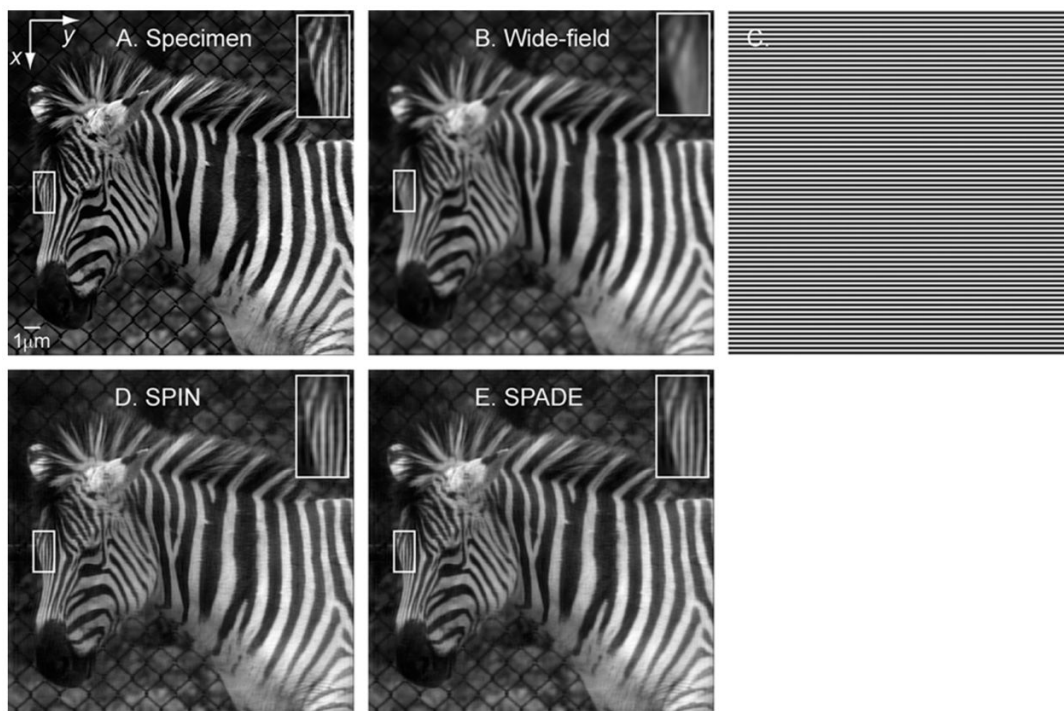 A. Specimen
y
x
1μm
B. Wide-field
C.
D. SPIN
E. SPADE